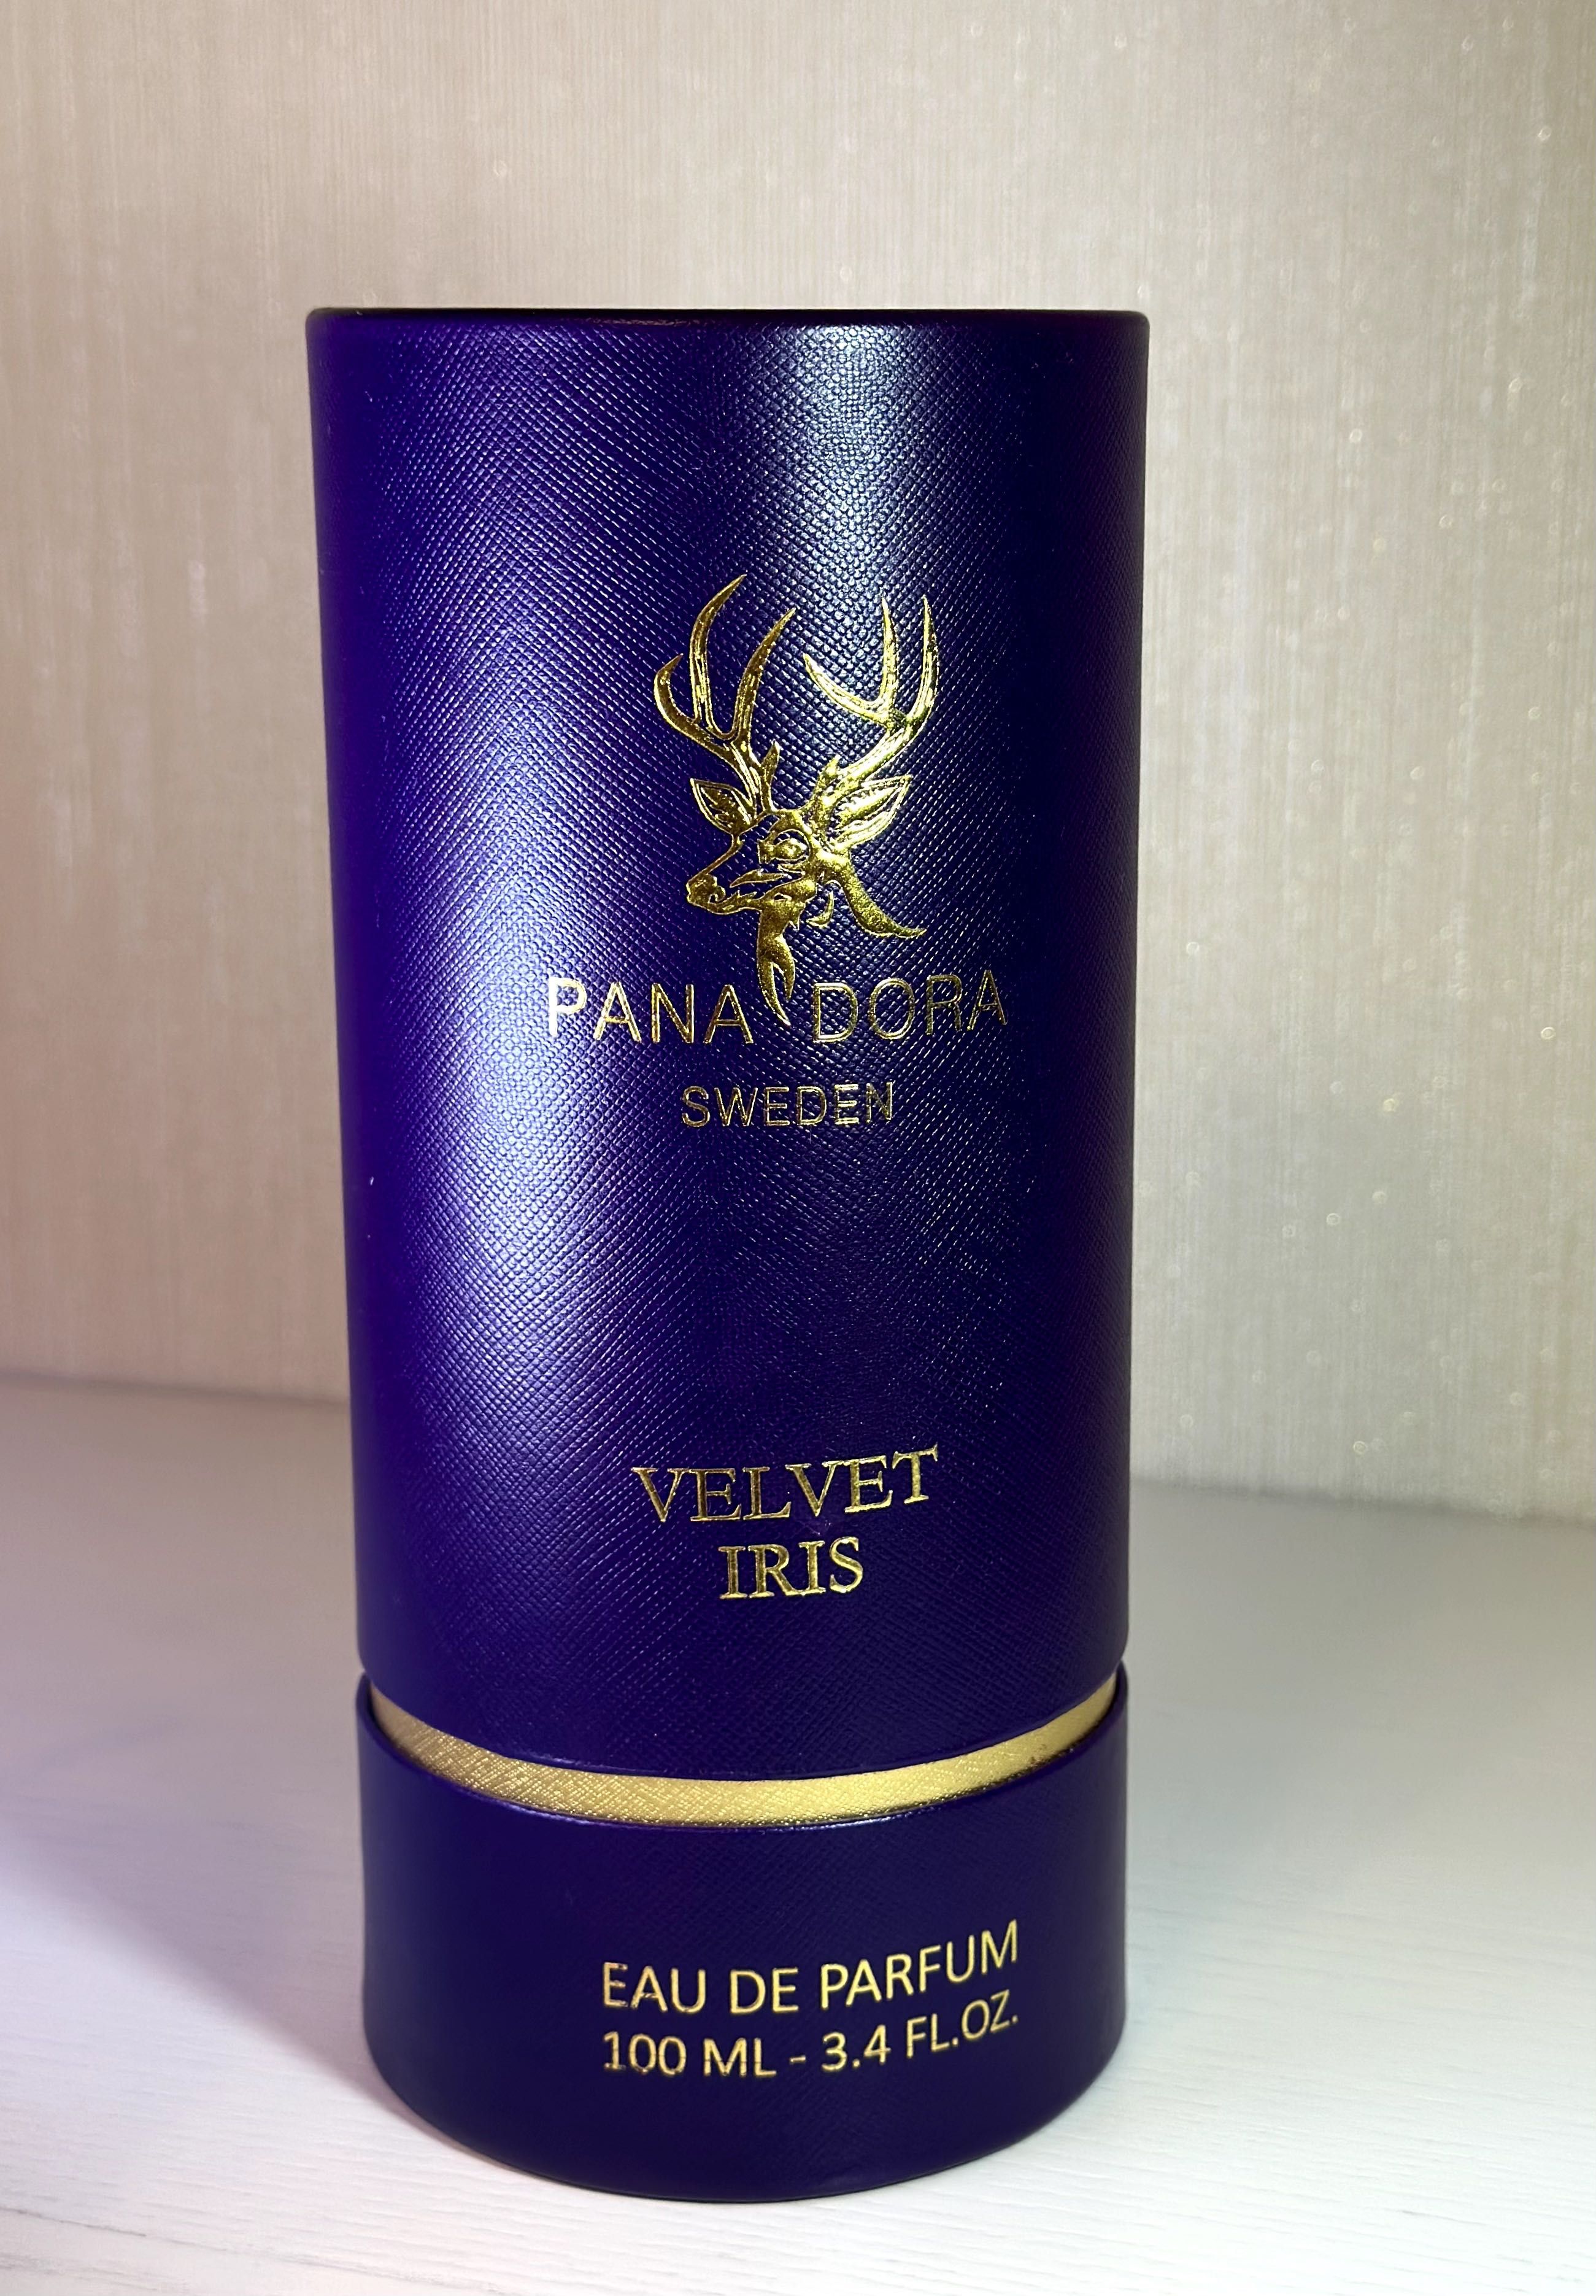 PANA DORA
SWEDEN
VELVET
IRIS
EAU DE PARFUM
100 ML - 3.4 FL.OZ.